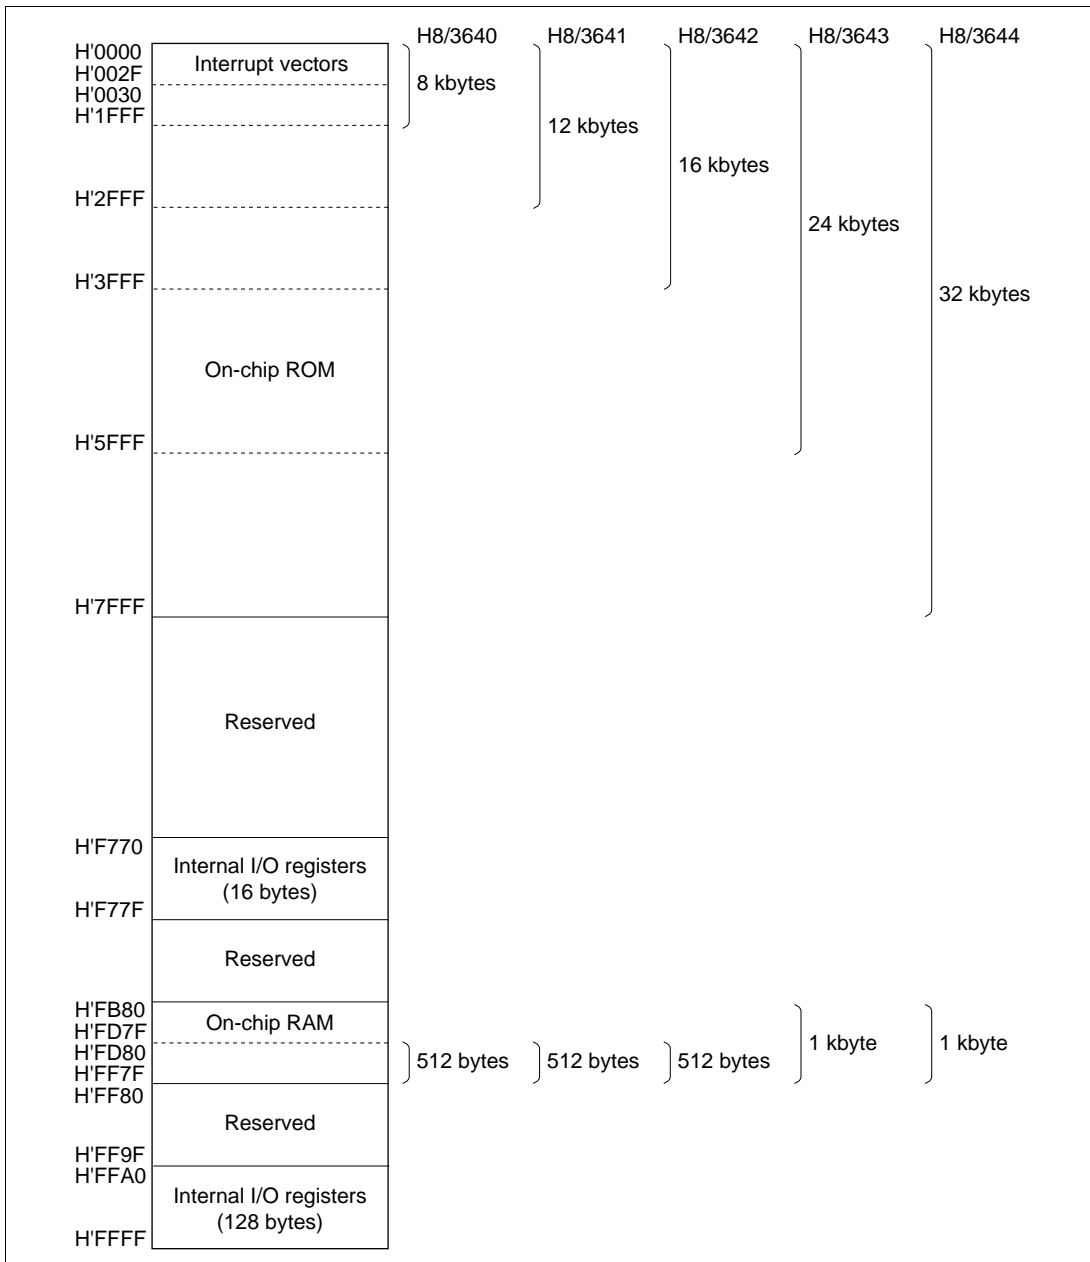 H8/3640 H8/3641 H8/3642 H8/3643 H8/3644
H'0000
Interrupt vectors
H'002F
8 kbytes
H'0030
H'1FFF
12 kbytes
16 kbytes
H'2FFF
24 kbytes
H'3FFF
32 kbytes
On-chip ROM
H'5FFF
H'7FFF
Reserved
H'F770
Internal I/O registers
(16 bytes)
H'F77F
Reserved
H'FB80
On-chip RAM
H'FD7F
1 kbyte 1 kbyte
H'FD80
512 bytes 512 bytes 512 bytes
H'FF7F
H'FF80
Reserved
H'FF9F
H'FFA0
Internal I/O registers
(128 bytes)
H'FFFF